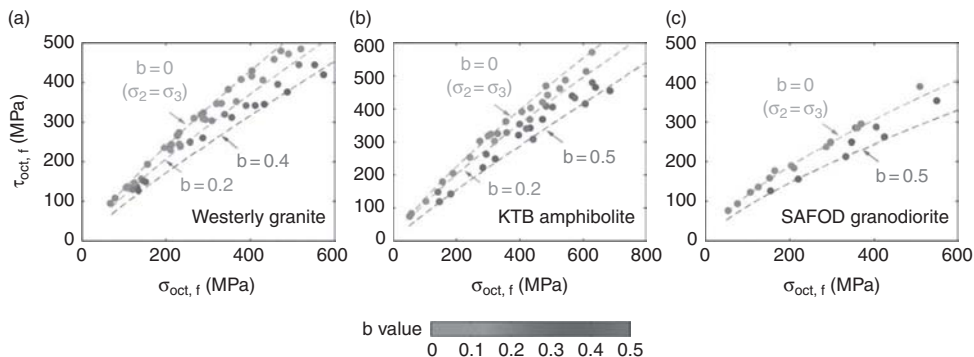 (a)
500
400
300
200
100
0
τoct, f (MPa)
b = 0
(σ2 = σ3)
b = 0.4
b = 0.2
Westerly granite
0 200 400 600
σoct, f (MPa)
(b)
600
500
400
300
200
100
0
b = 0
(σ2 = σ3)
b = 0.5
b = 0.2
KTB amphibolite
0 200 400 600 800
σoct, f (MPa)
(c)
500
400
300
200
100
0
b = 0
(σ2 = σ3)
b = 0.5
SAFOD granodiorite
0 200 400 600 800
σoct, f (MPa)
b value
0 0.1 0.2 0.3 0.4 0.5